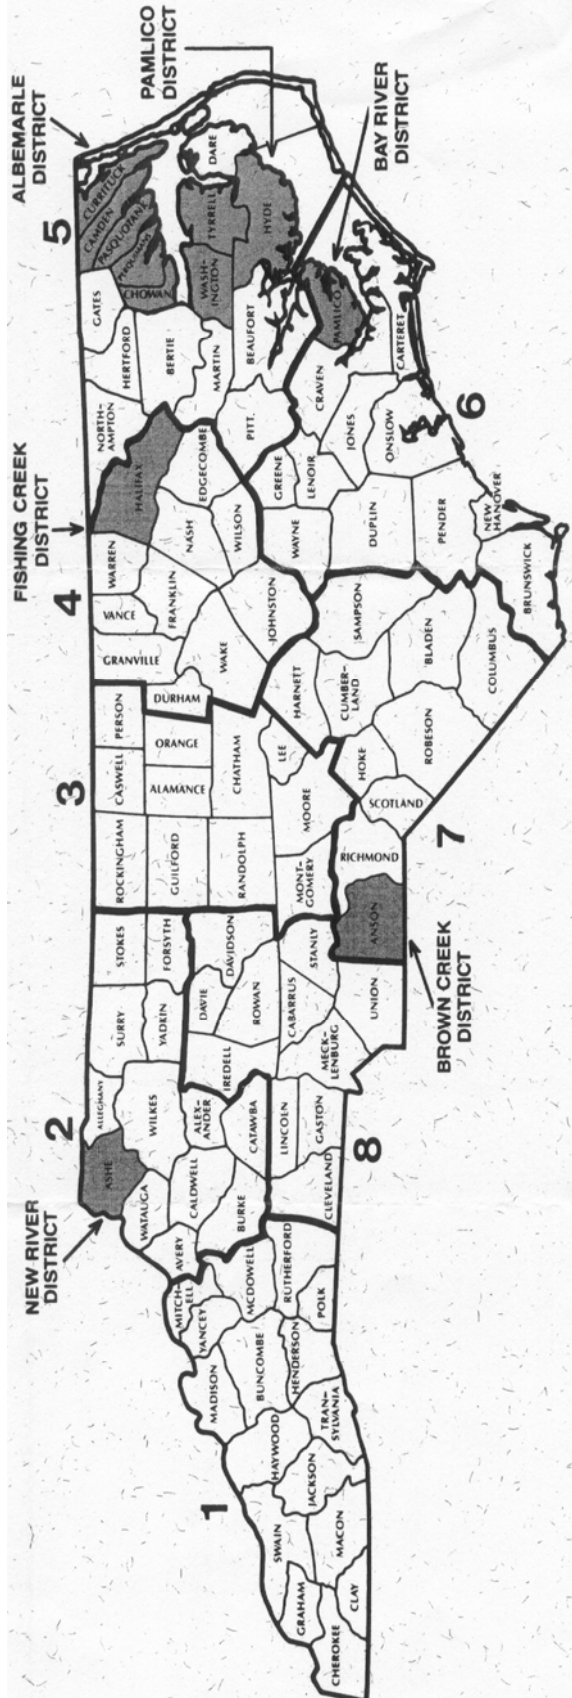 NEW RIVER
DISTRICT
FISHING CREEK
DISTRICT
ALBEMARLE
DISTRICT
PAMLICO
DISTRICT
BAY RIVER
DISTRICT
BROWN CREEK
DISTRICT
1
CHEROKEE
GRAHAM
CLAY
SWAIN
MACON
JACKSON
HAYWOOD
TRAN-
SYLVANIA
MADISON
BUNCOMBE
HENDERSON
YANCEY
MITCH-
ELL
MCDOWELL
RUTHERFORD
POLK
2
AVERY
WATAUGA
ASHE
ALLEGHANY
WILKES
CALDWELL
BURKE
ALEX-
ANDER
CATAWBA
SURRY
YADKIN
STOKES
FORSYTH
8
CLEVELAND
LINCOLN
GASTON
IREDELL
MECK-
LENBURG
DAVIE
ROWAN
CABARRUS
DAVIDSON
STANLY
UNION
3
ROCKINGHAM
GUILFORD
RANDOLPH
MONT-
GOMERY
CASWELL
ALAMANCE
PERSON
ORANGE
CHATHAM
MOORE
LEE
4
DURHAM
GRANVILLE
VANCE
WARREN
FRANKLIN
WAKE
JOHNSTON
HALIFAX
NASH
WILSON
EDGECOMBE
7
ANSON
RICHMOND
SCOTLAND
HOKE
ROBESON
HARNETT
CUMBER-
LAND
SAMPSON
BLADEN
COLUMBUS
5
NORTH-
AMPTON
HERTFORD
GATES
BERTIE
MARTIN
PITT.
BEAUFORT
CURRITUCK
CAMDEN
PASQUOTANK
PERQUIMANS
CHOWAN
WASH-
INGTON
TYRRELL
DARE
HYDE
6
WAYNE
GREENE
LENOIR
CRAVEN
PAMLICO
JONES
CARTERET
ONSLOW
DUPLIN
PENDER
NEW
HANOVER
BRUNSWICK